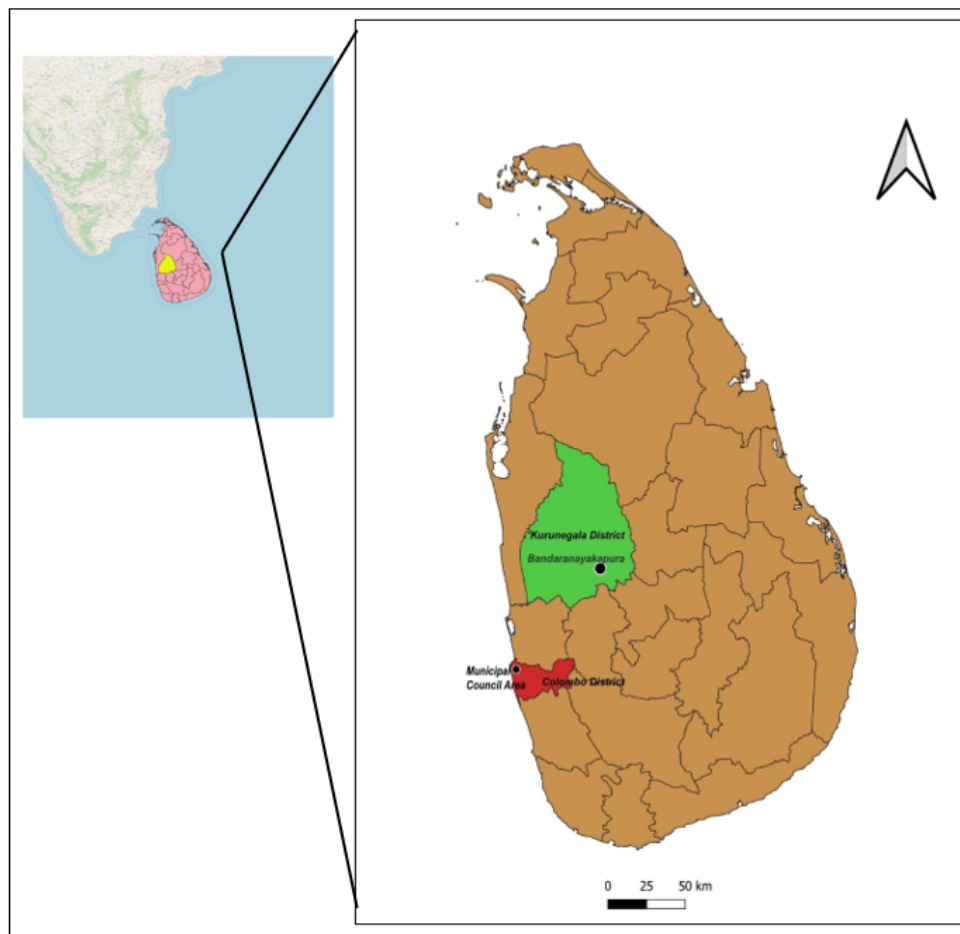 Kurunegala District
Bandaranayakapura
Municipal
Council Area
Colombo District
0 25 50 km